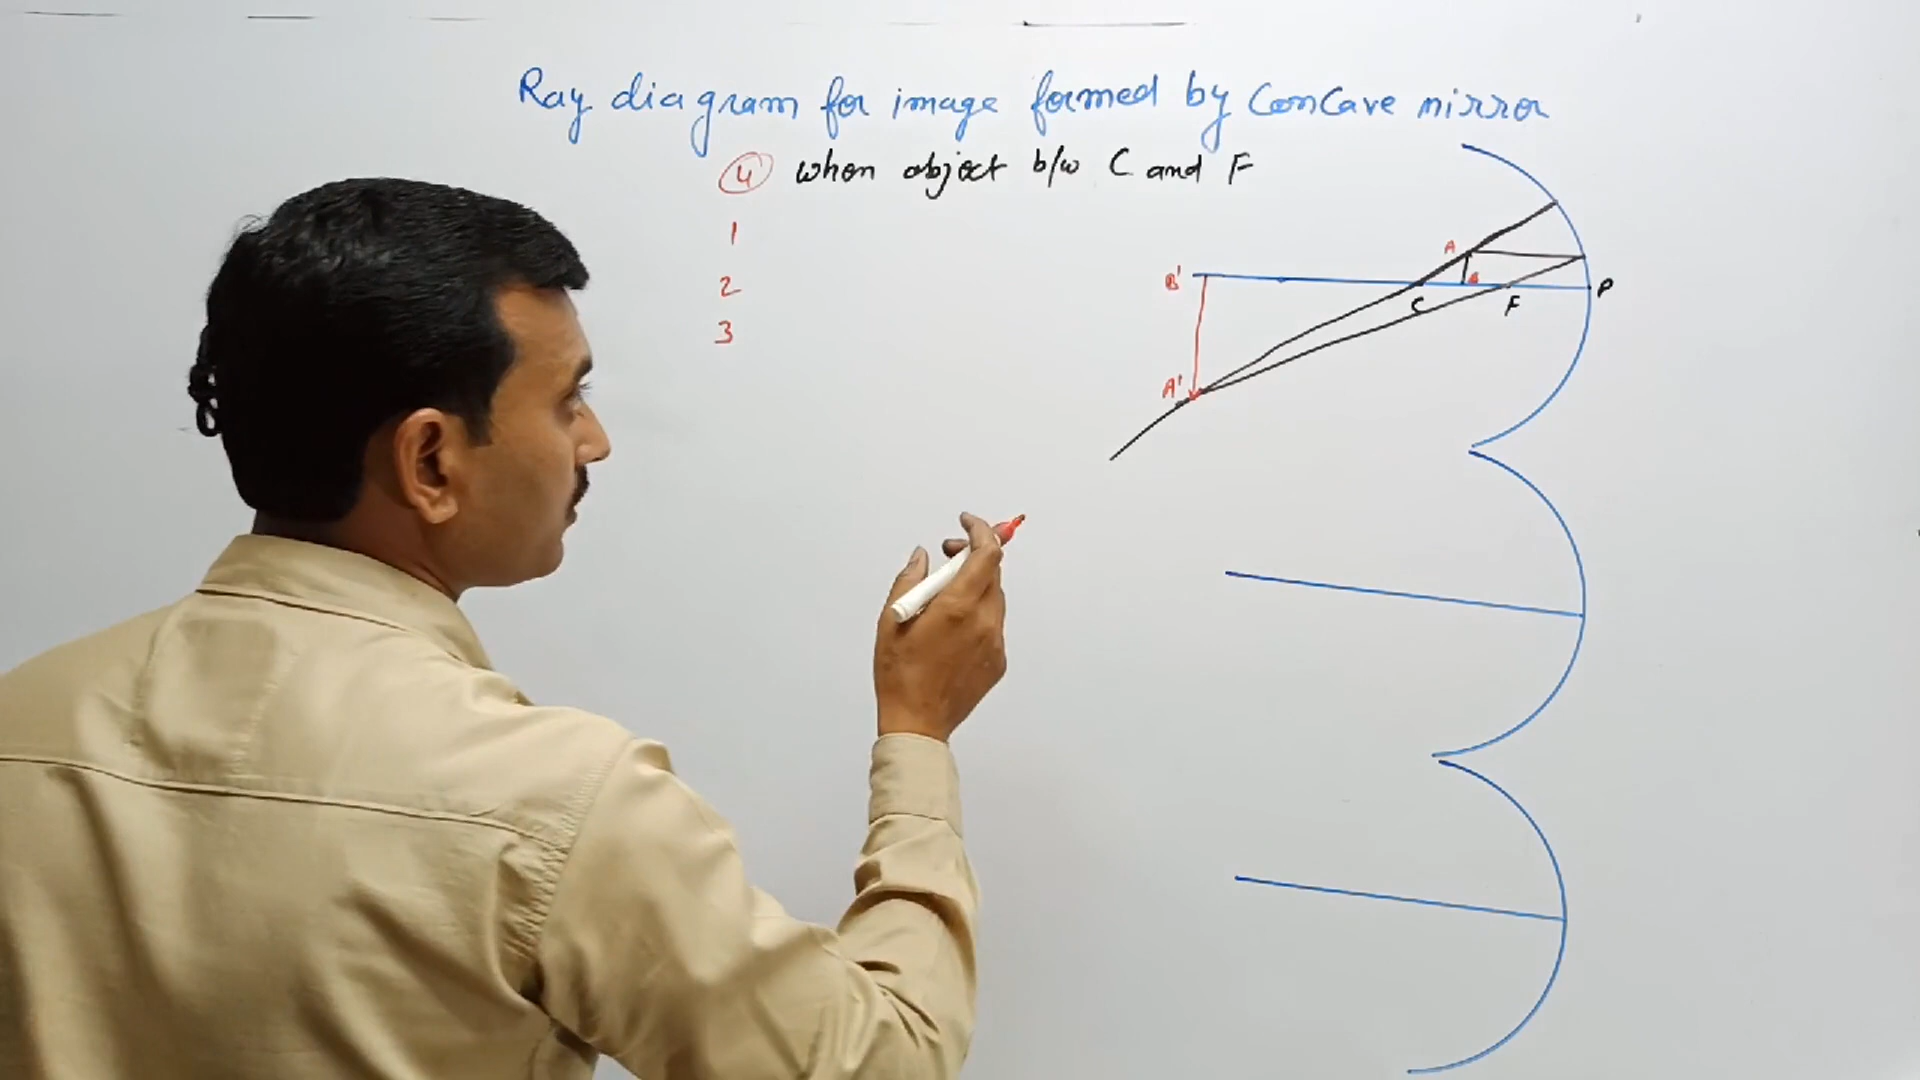 Ray diagram for image formed by Concave mirror
4 when object b/w C and F
1
2
3
A
B' B
C F P
A'